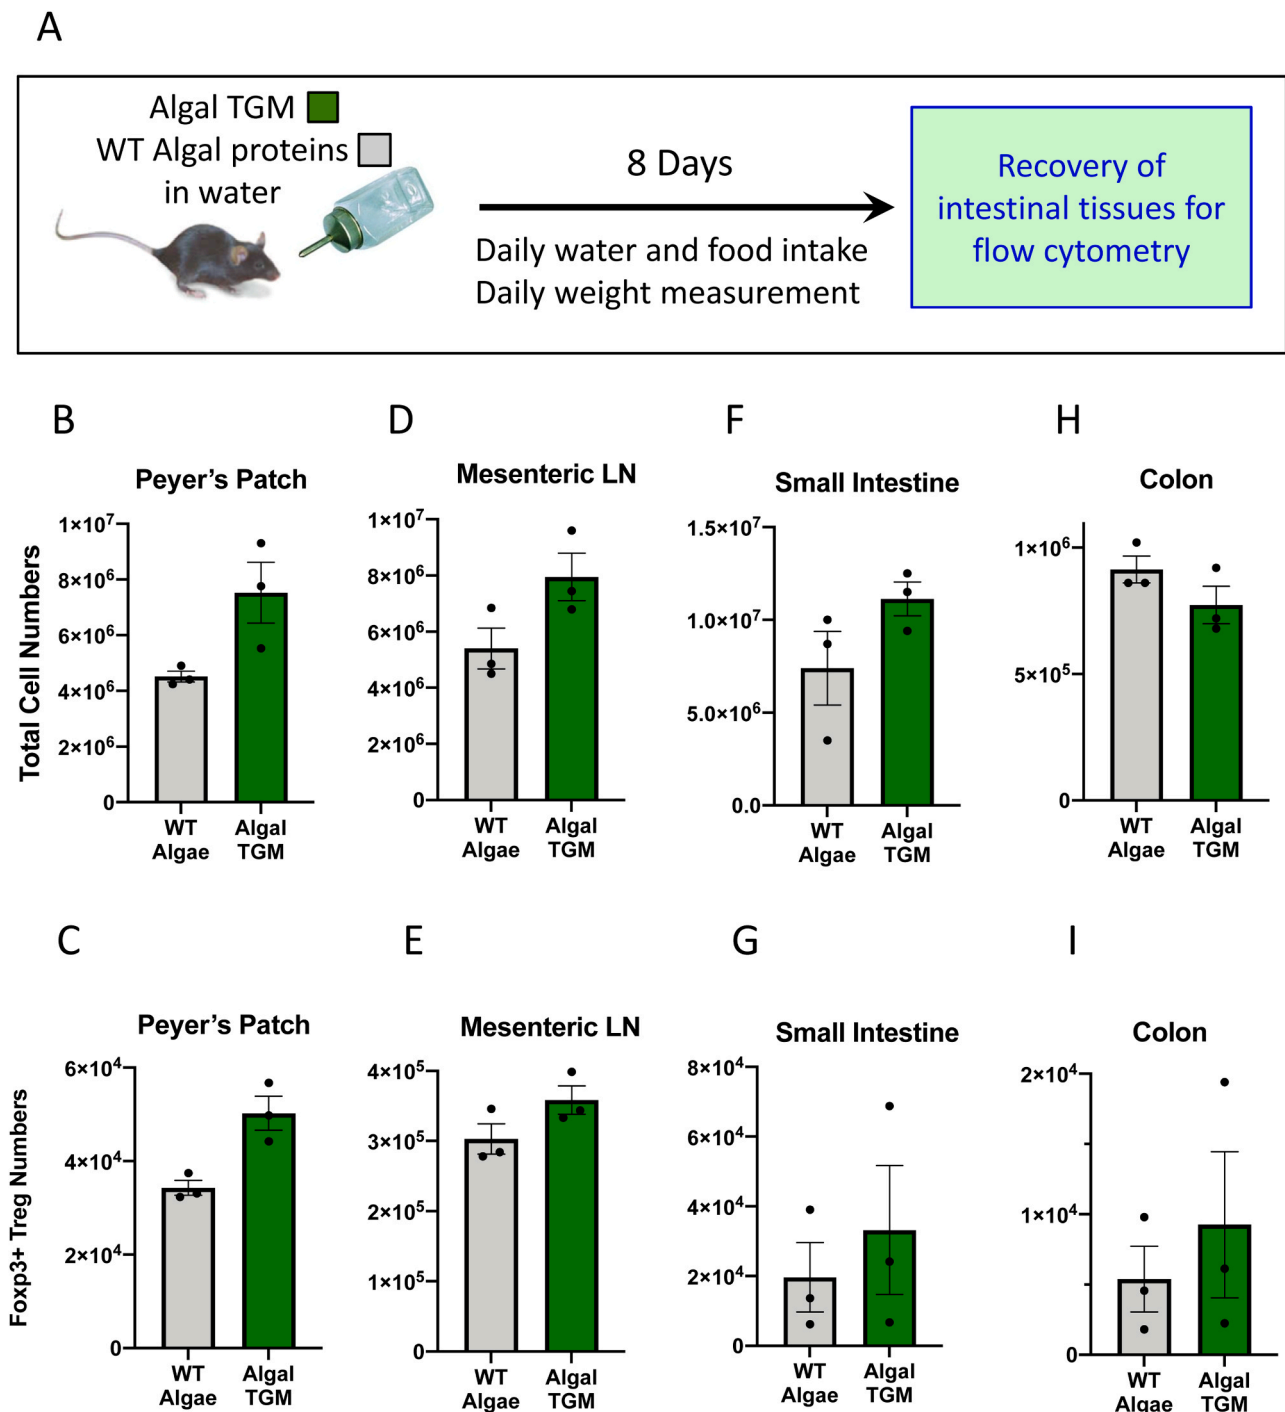 A
Algal TGM
WT Algal proteins
in water
8 Days
Daily water and food intake
Daily weight measurement
Recovery of
intestinal tissues for
flow cytometry
B
D
F
H
Peyer's Patch
Mesenteric LN
Small Intestine
Colon
Total Cell Numbers
1×10⁷
8×10⁶
6×10⁶
4×10⁶
2×10⁶
0
WT
Algae
Algal
TGM
1×10⁷
8×10⁶
6×10⁶
4×10⁶
2×10⁶
0
WT
Algae
Algal
TGM
1.5×10⁷
1.0×10⁷
5.0×10⁶
0.0
WT
Algae
Algal
TGM
1×10⁶
5×10⁵
0
WT
Algae
Algal
TGM
C
E
G
I
Peyer's Patch
Mesenteric LN
Small Intestine
Colon
Foxp3+ Treg Numbers
6×10⁴
4×10⁴
2×10⁴
0
WT
Algae
Algal
TGM
4×10⁵
3×10⁵
2×10⁵
1×10⁵
0
WT
Algae
Algal
TGM
8×10⁴
6×10⁴
4×10⁴
2×10⁴
0
WT
Algae
Algal
TGM
2×10⁴
1×10⁴
0
WT
Algae
Algal
TGM